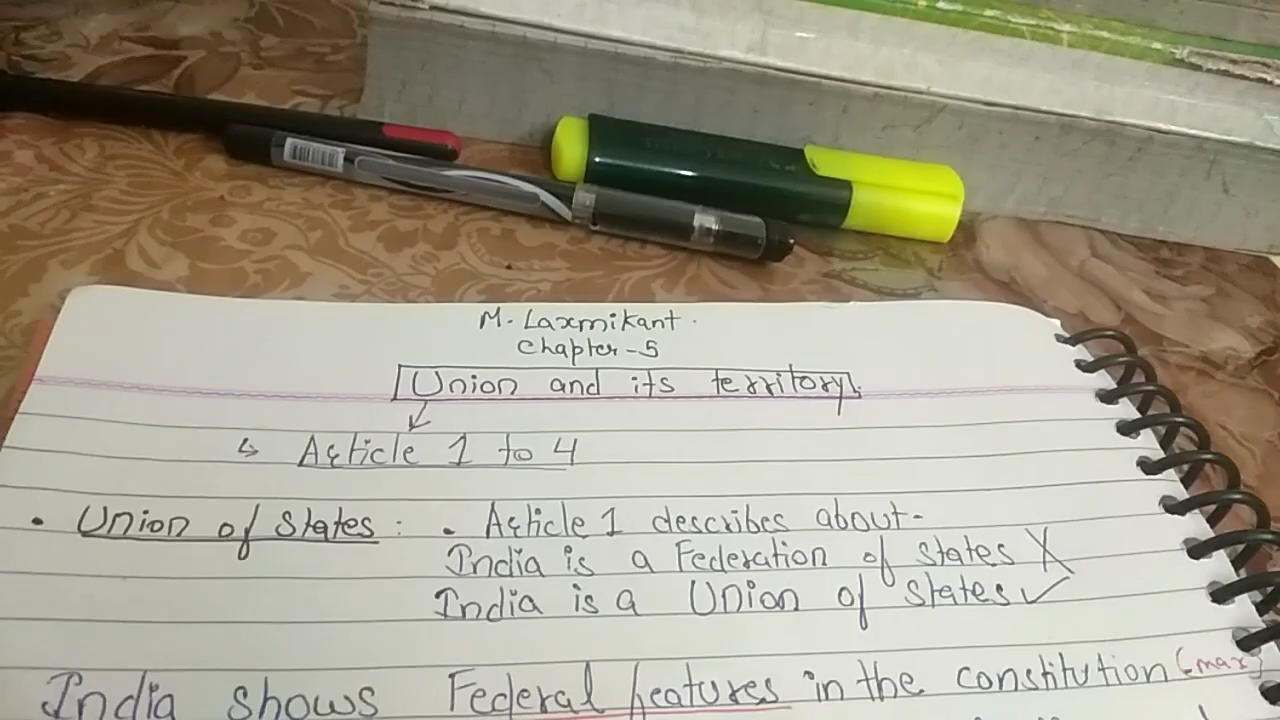 M. Laxmikant.
Chapter-5
Union and its territory
Article 1 to 4
• Union of States : • Article 1 describes about-
India is a Federation of states X
India is a Union of states ✓
India shows Federal features in the constitution (max)